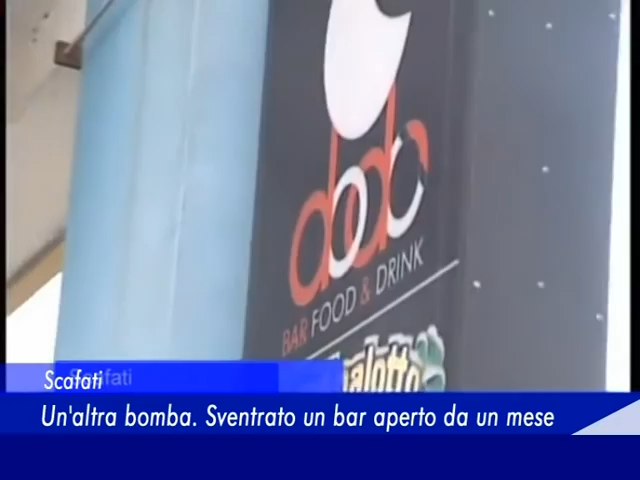 dodo
BAR FOOD & DRINK
Scafati
Un'altra bomba. Sventrato un bar aperto da un mese